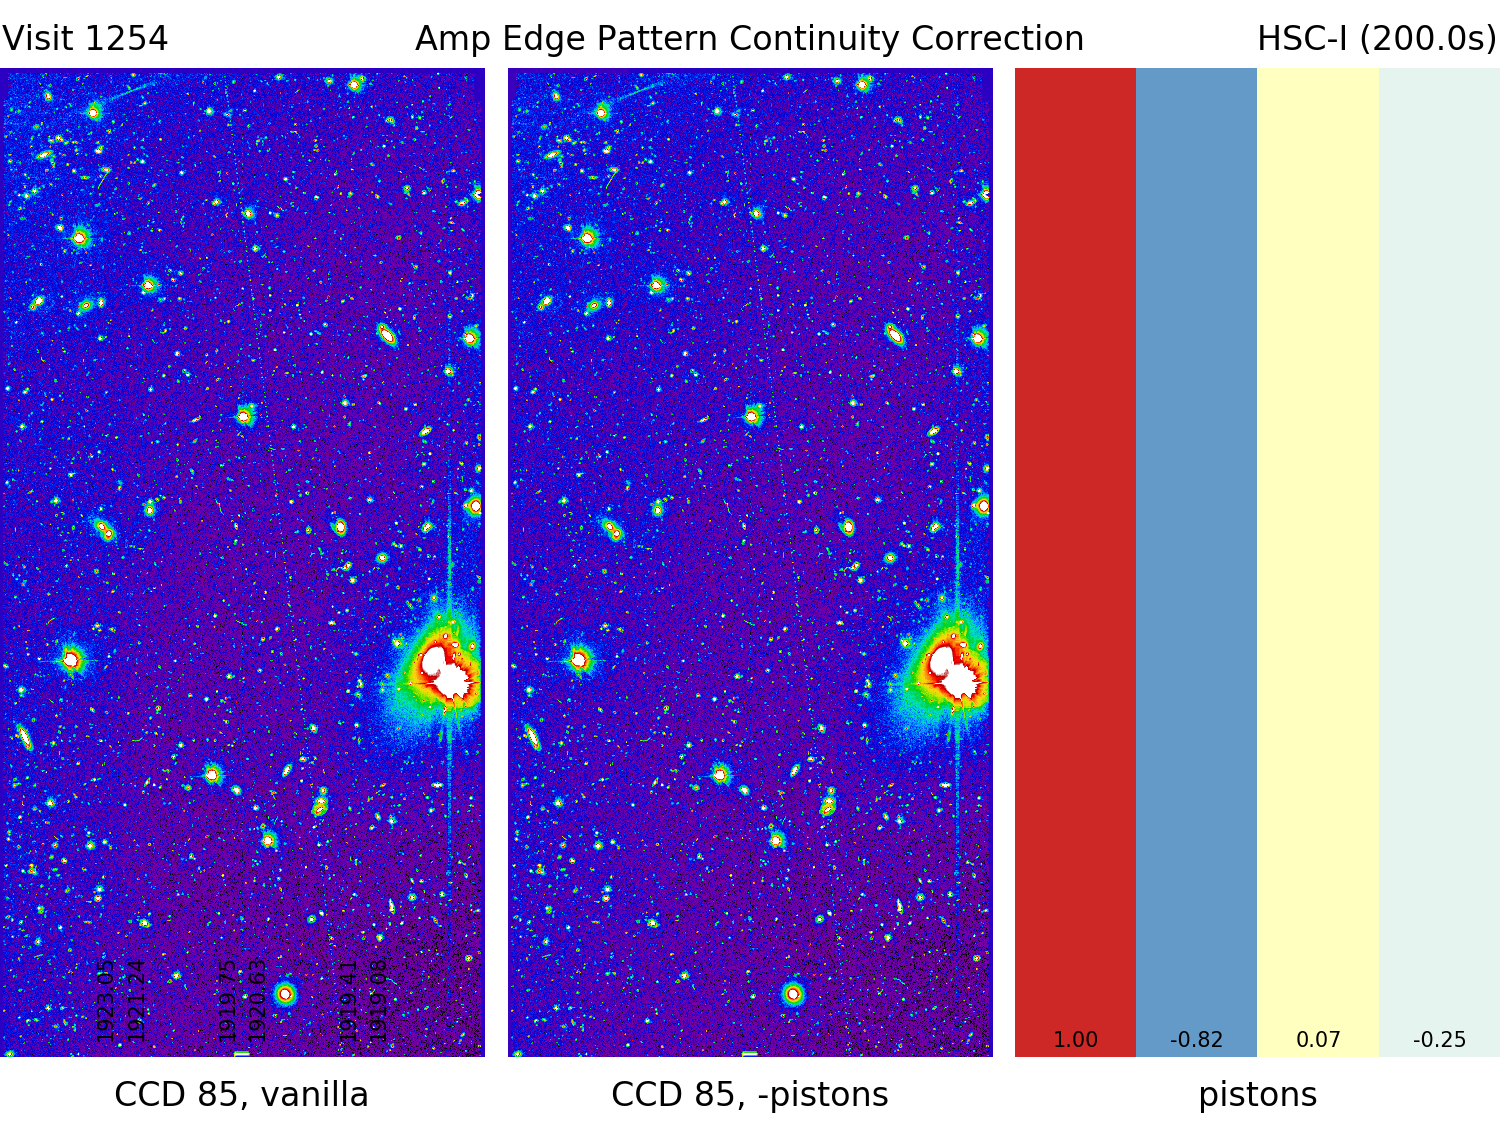 Visit 1254 Amp Edge Pattern Continuity Correction HSC-I (200.0s)
1923.05
1921.24
1919.75
1920.63
1919.41
1919.08
1.00 -0.82 0.07 -0.25
CCD 85, vanilla CCD 85, -pistons pistons